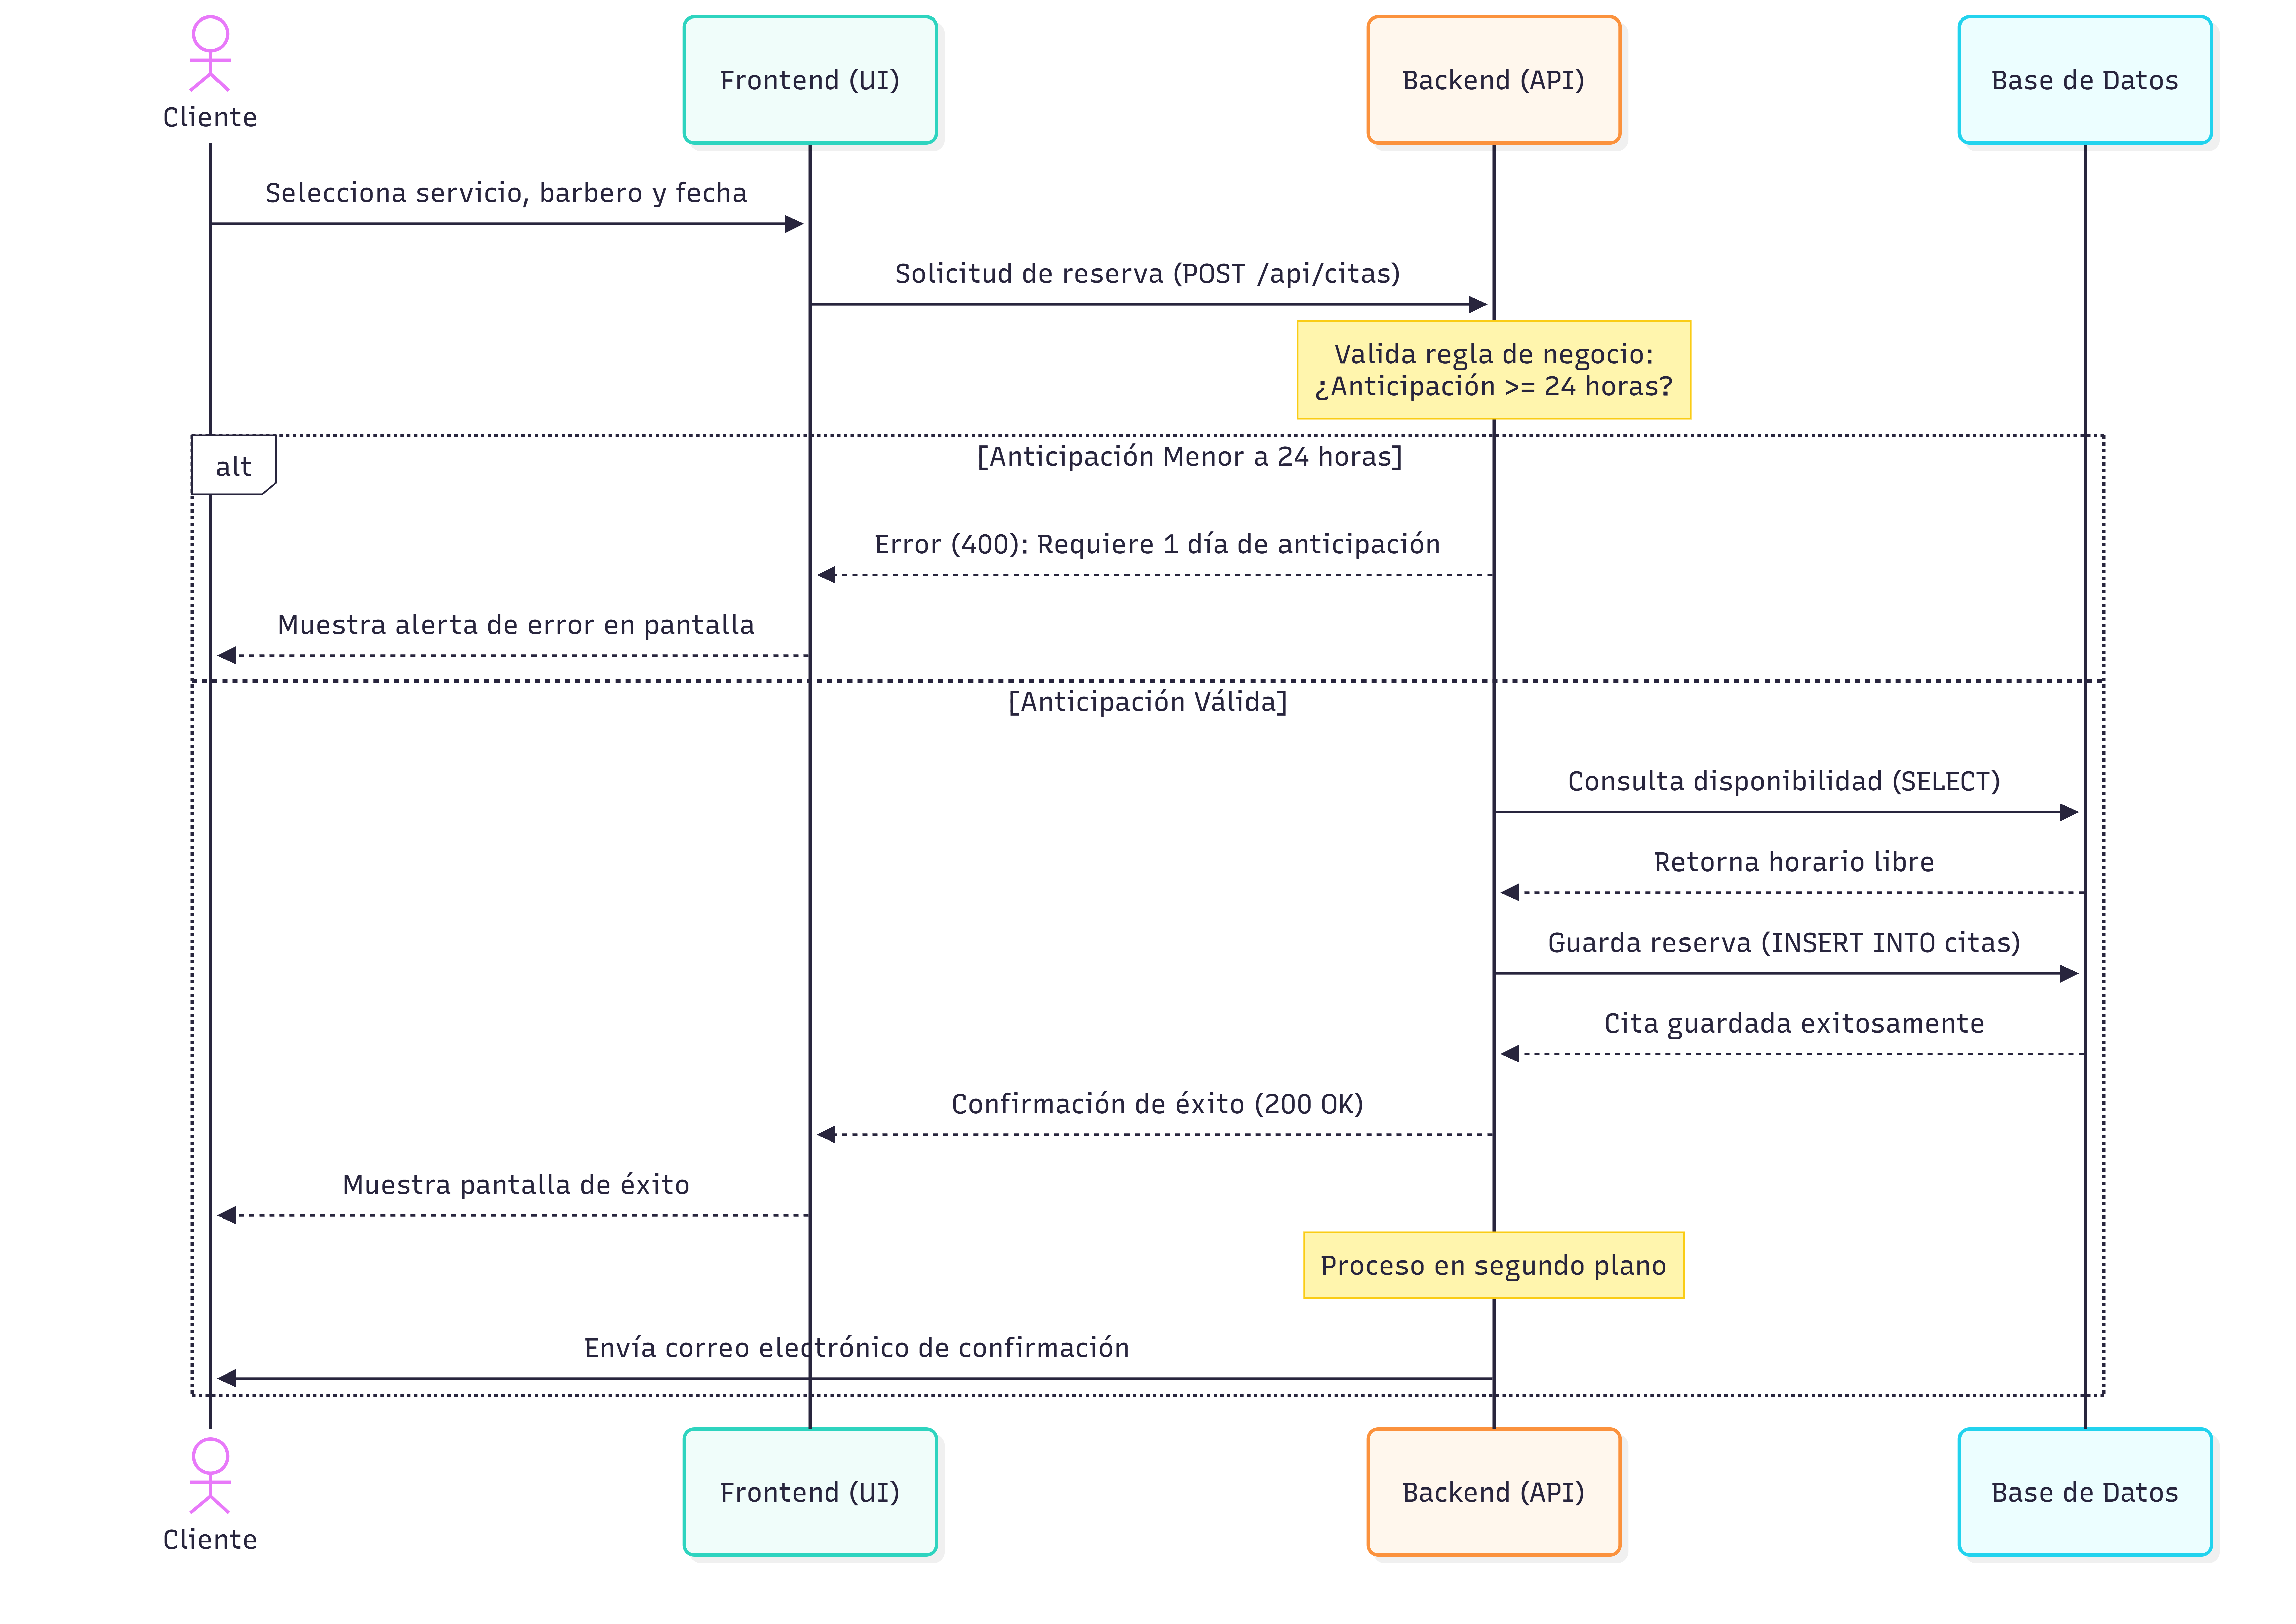 Cliente
Frontend (UI)
Backend (API)
Base de Datos
Selecciona servicio, barbero y fecha
Solicitud de reserva (POST /api/citas)
Valida regla de negocio:
¿Anticipación >= 24 horas?
alt
[Anticipación Menor a 24 horas]
Error (400): Requiere 1 día de anticipación
Muestra alerta de error en pantalla
[Anticipación Válida]
Consulta disponibilidad (SELECT)
Retorna horario libre
Guarda reserva (INSERT INTO citas)
Cita guardada exitosamente
Confirmación de éxito (200 OK)
Muestra pantalla de éxito
Proceso en segundo plano
Envía correo electrónico de confirmación
Cliente
Frontend (UI)
Backend (API)
Base de Datos